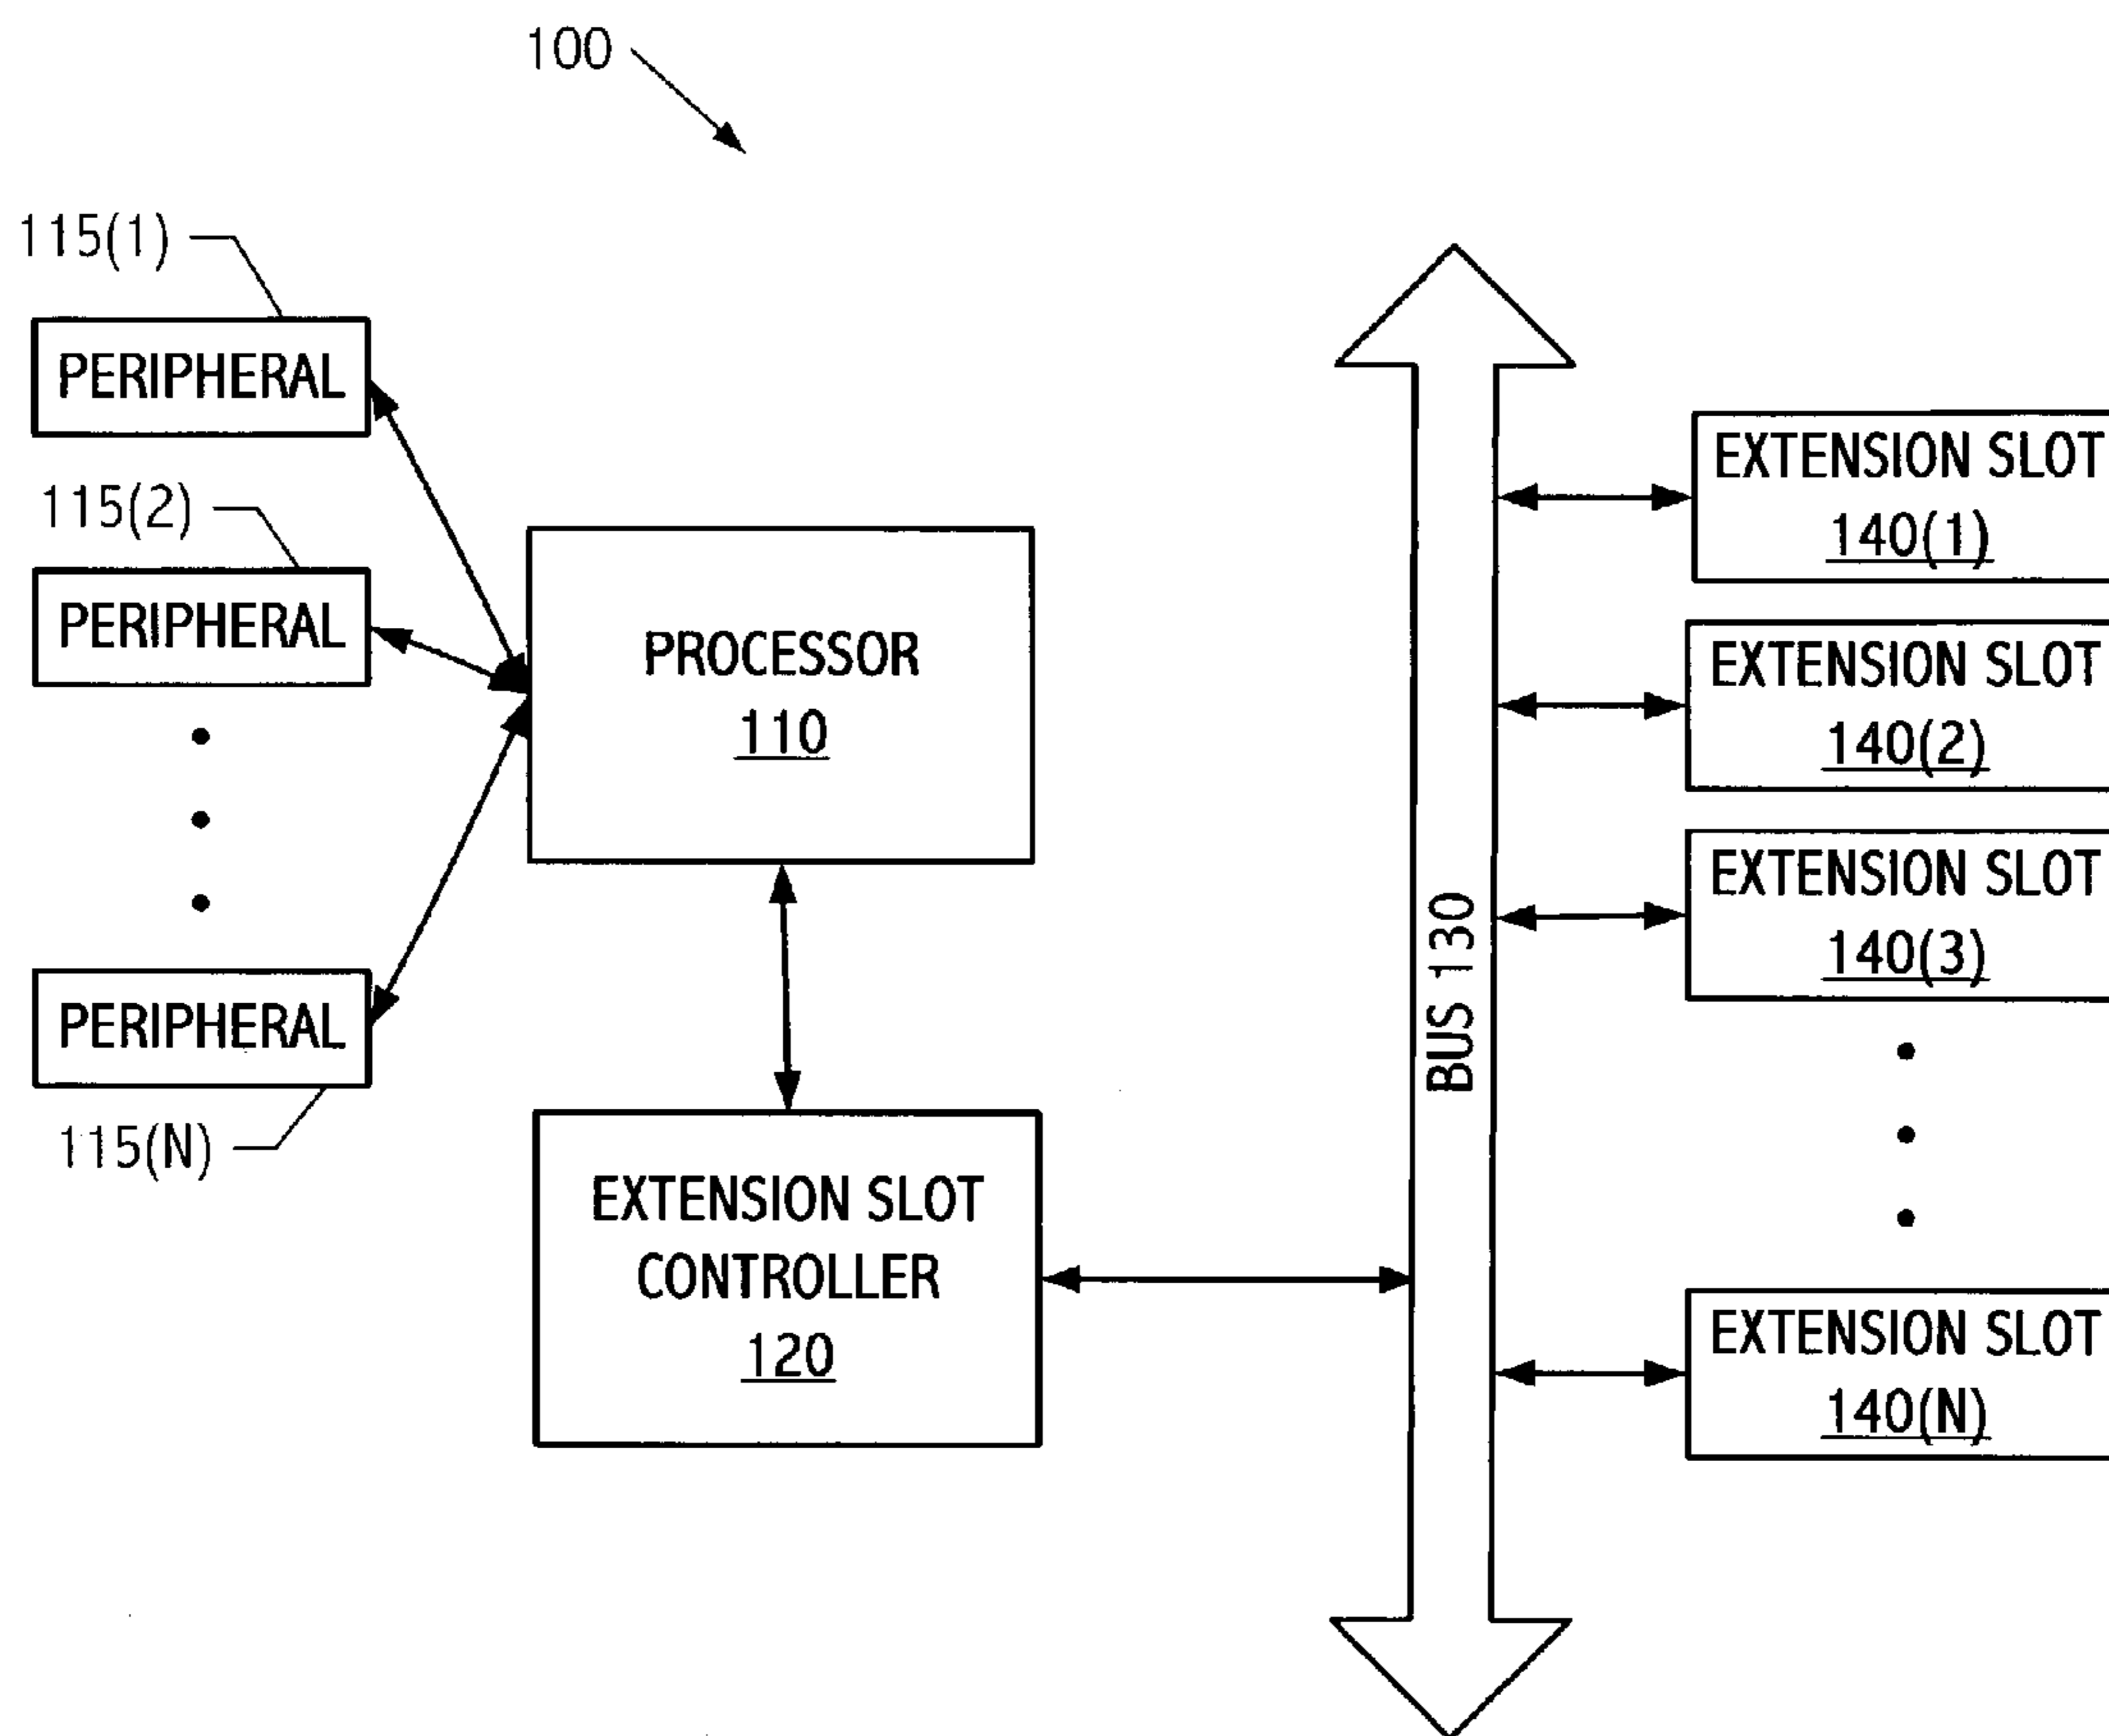 100
115(1)
PERIPHERAL
115(2)
PERIPHERAL
PERIPHERAL
115(N)
PROCESSOR
110
EXTENSION SLOT
CONTROLLER
120
BUS 130
EXTENSION SLOT
140(1)
EXTENSION SLOT
140(2)
EXTENSION SLOT
140(3)
EXTENSION SLOT
140(N)